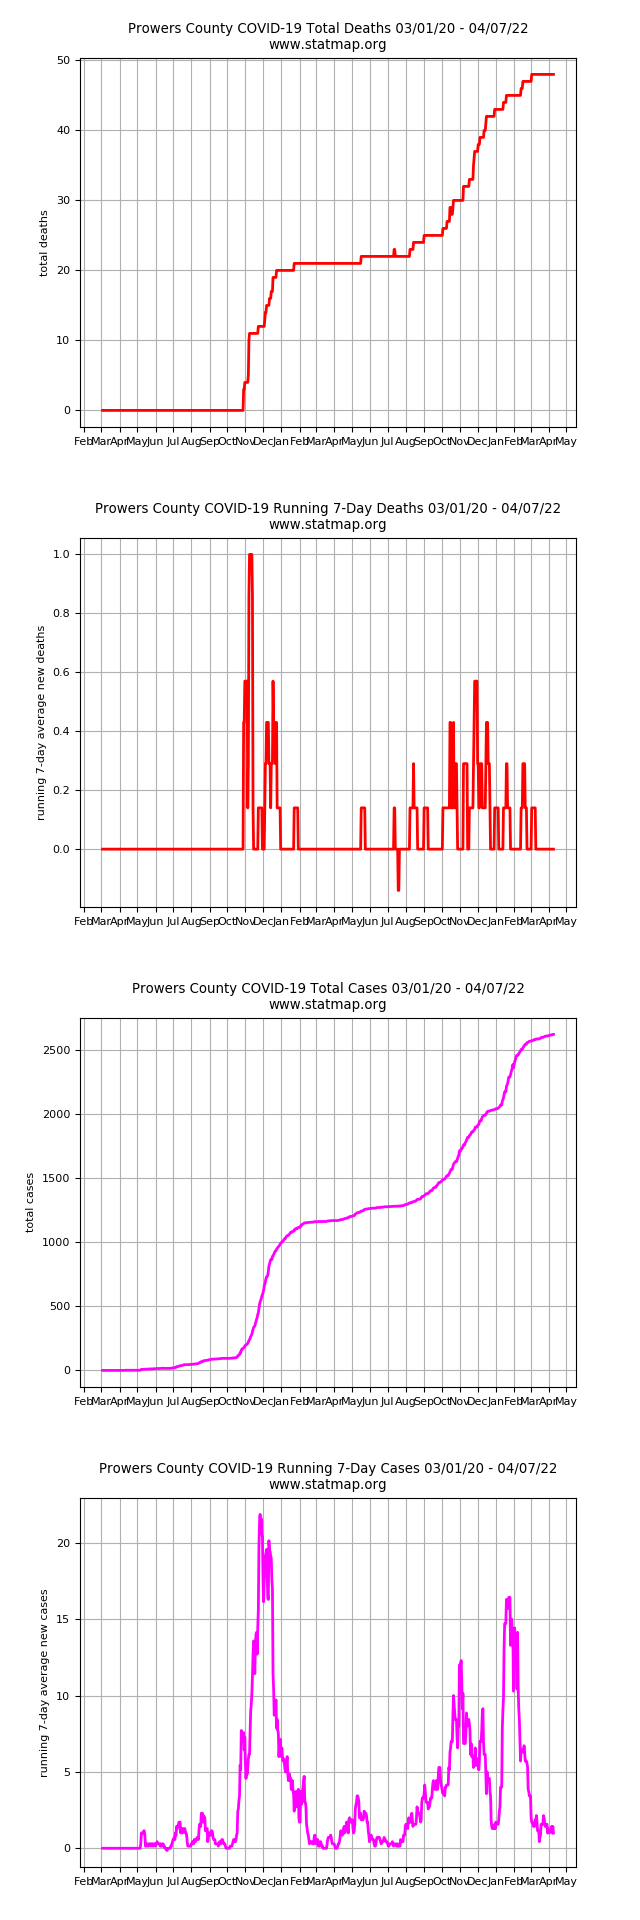 Prowers County COVID-19 Total Deaths 03/01/20 - 04/07/22
www.statmap.org
50
40
30
20
10
0
total deaths
Feb Mar Apr May Jun Jul Aug Sep Oct Nov Dec Jan Feb Mar Apr May Jun Jul Aug Sep Oct Nov Dec Jan Feb Mar Apr May
Prowers County COVID-19 Running 7-Day Deaths 03/01/20 - 04/07/22
www.statmap.org
1.0
0.8
0.6
0.4
0.2
0.0
running 7-day average new deaths
Feb Mar Apr May Jun Jul Aug Sep Oct Nov Dec Jan Feb Mar Apr May Jun Jul Aug Sep Oct Nov Dec Jan Feb Mar Apr May
Prowers County COVID-19 Total Cases 03/01/20 - 04/07/22
www.statmap.org
2500
2000
1500
1000
500
0
total cases
Feb Mar Apr May Jun Jul Aug Sep Oct Nov Dec Jan Feb Mar Apr May Jun Jul Aug Sep Oct Nov Dec Jan Feb Mar Apr May
Prowers County COVID-19 Running 7-Day Cases 03/01/20 - 04/07/22
www.statmap.org
20
15
10
5
0
running 7-day average new cases
Feb Mar Apr May Jun Jul Aug Sep Oct Nov Dec Jan Feb Mar Apr May Jun Jul Aug Sep Oct Nov Dec Jan Feb Mar Apr May